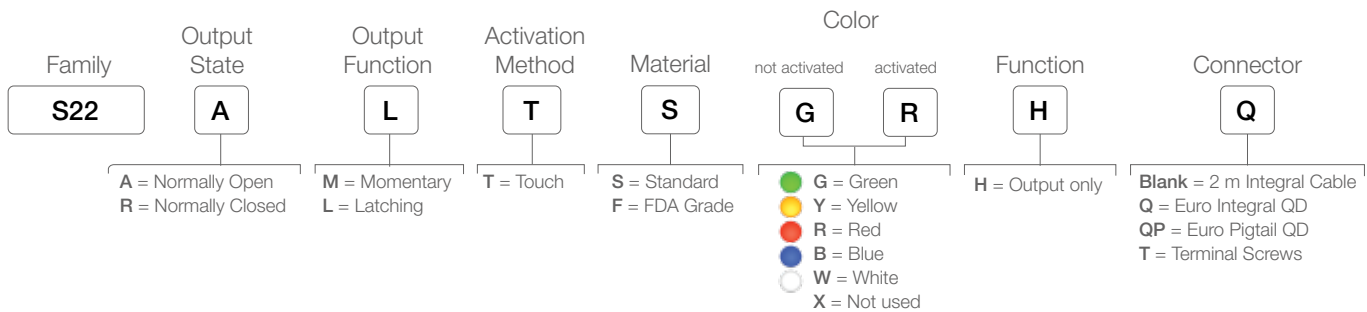 Color
Family
Output State
Output Function
Activation Method
Material
not activated
activated
Function
Connector
S22
A
L
T
S
G
R
H
Q
A = Normally Open
R = Normally Closed
M = Momentary
L = Latching
T = Touch
S = Standard
F = FDA Grade
G = Green
Y = Yellow
R = Red
B = Blue
W = White
X = Not used
H = Output only
Blank = 2 m Integral Cable
Q = Euro Integral QD
QP = Euro Pigtail QD
T = Terminal Screws